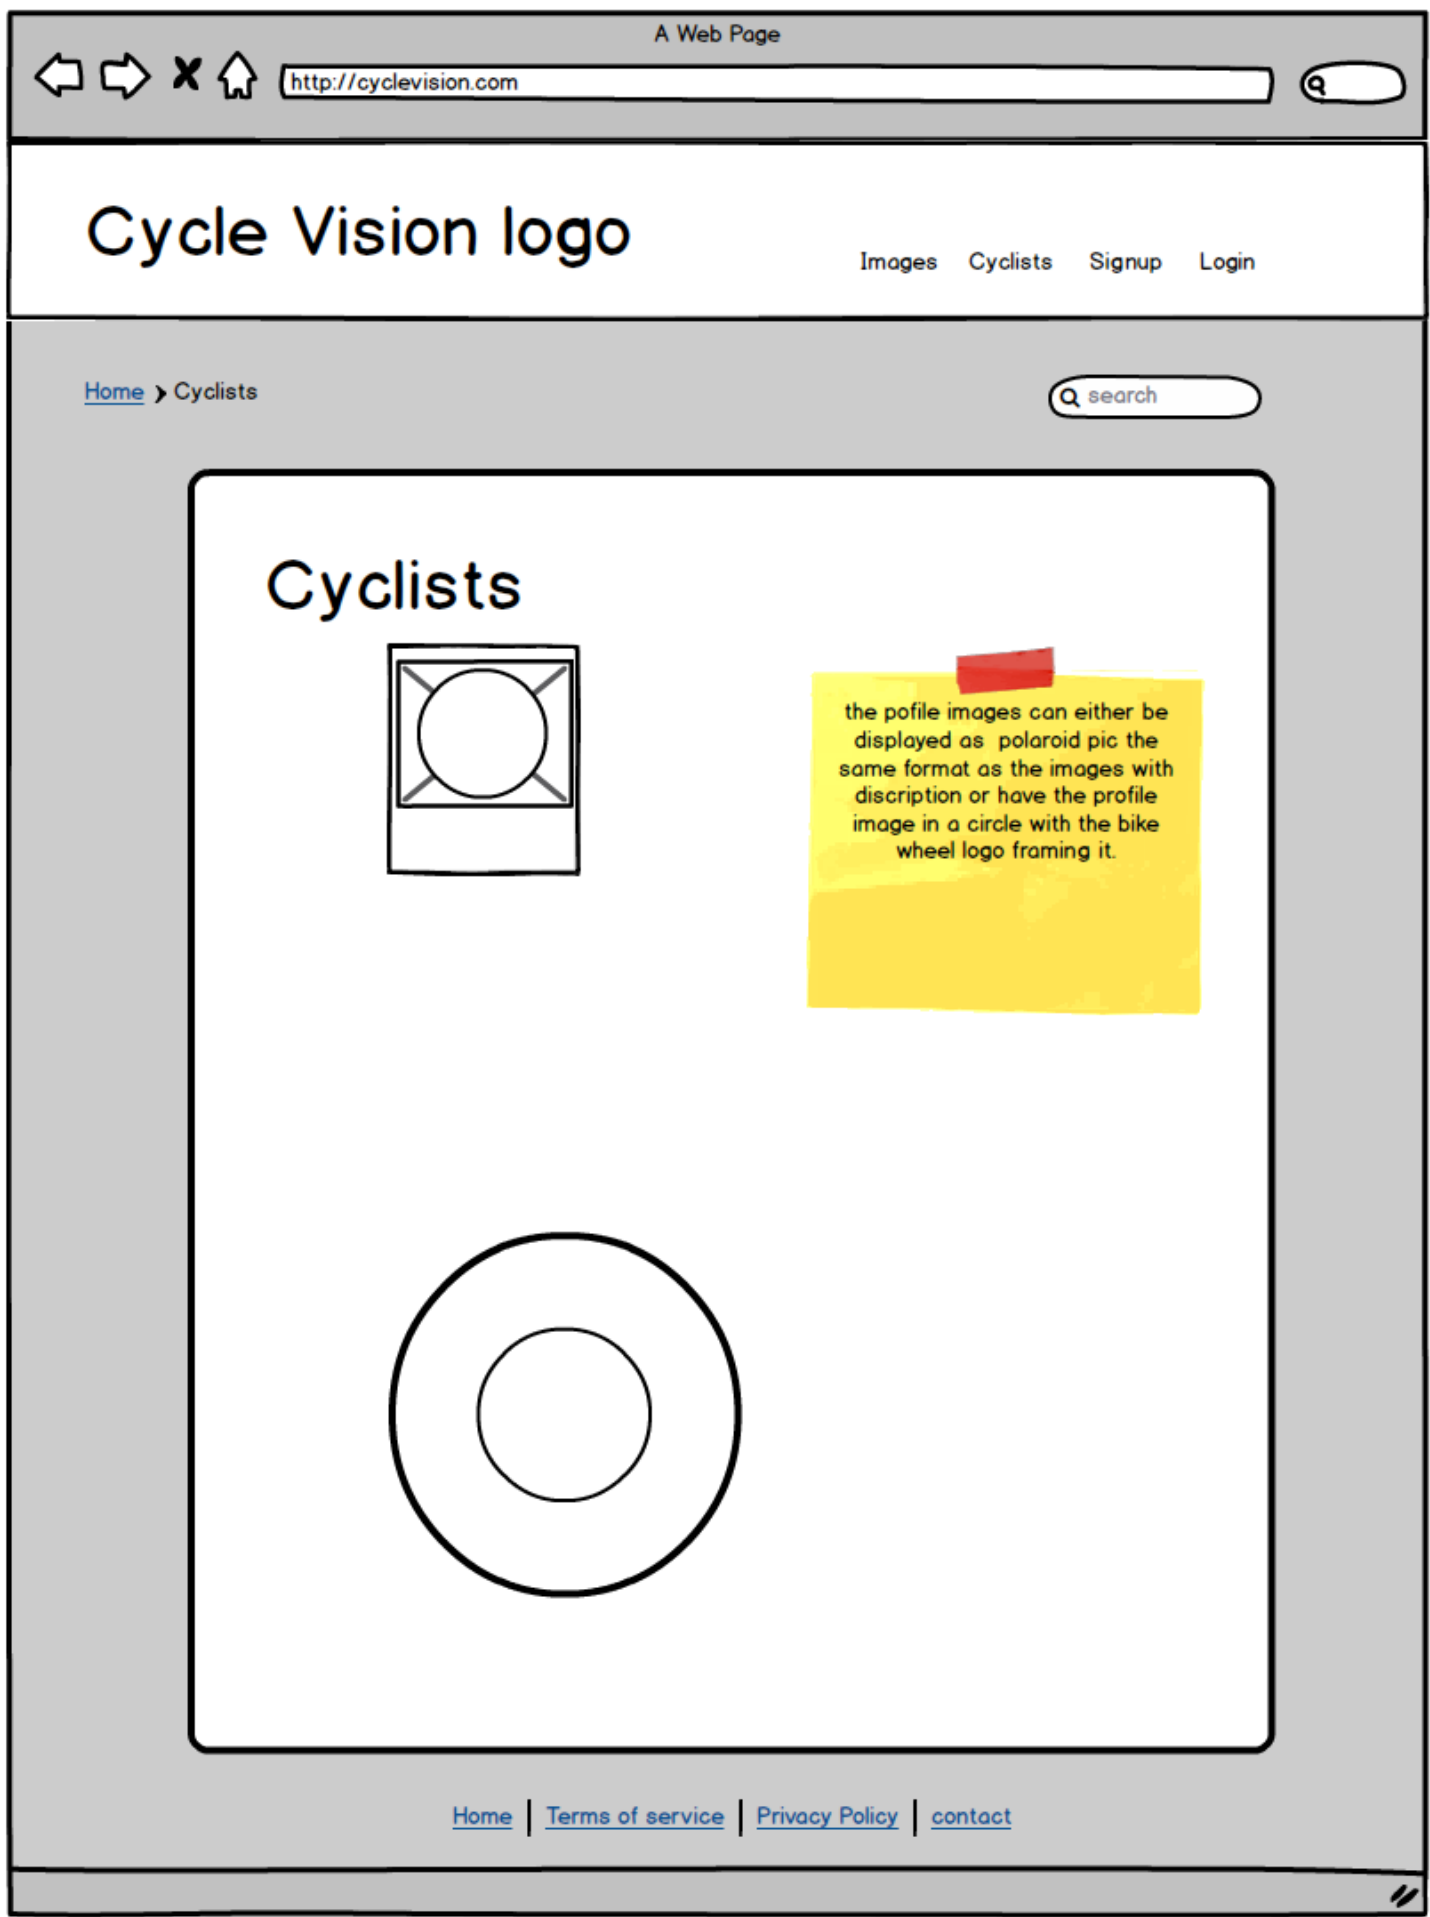 A Web Page
http://cyclevision.com
Cycle Vision logo
Images Cyclists Signup Login
Home Cyclists
search
Cyclists
the pofile images can either be
displayed as polaroid pic the
same format as the images with
discription or have the profile
image in a circle with the bike
wheel logo framing it.
Home Terms of service Privacy Policy contact